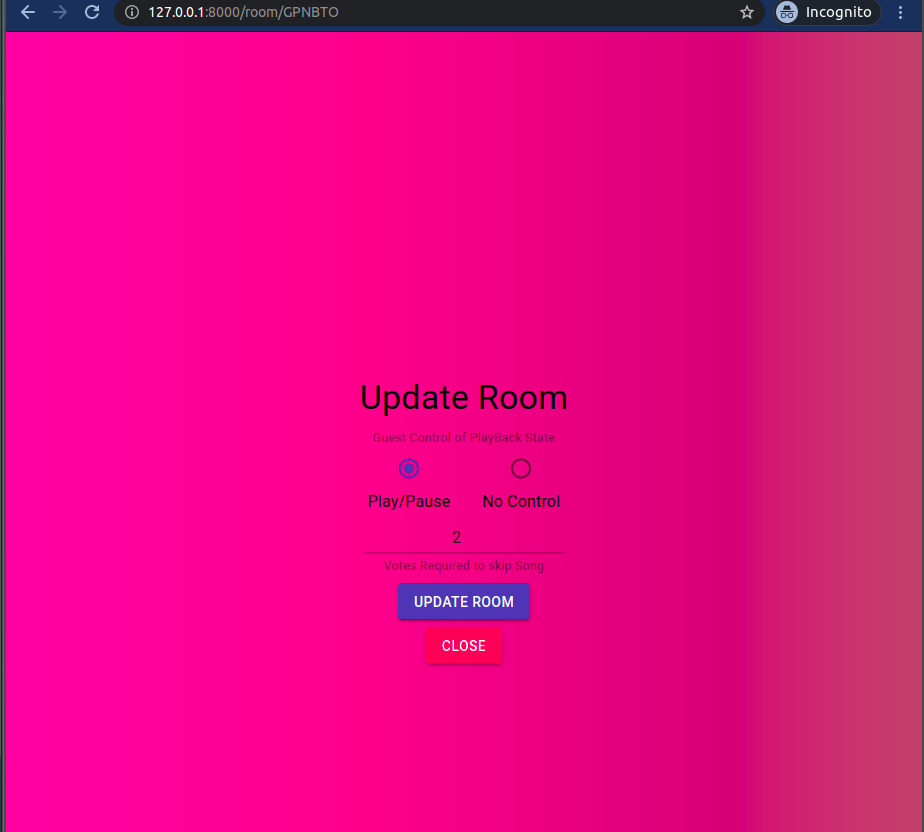 127.0.0.1:8000/room/GPNBTO
Incognito
Update Room
Guest Control of PlayBack State
Play/Pause
No Control
2
Votes Required to skip Song
UPDATE ROOM
CLOSE